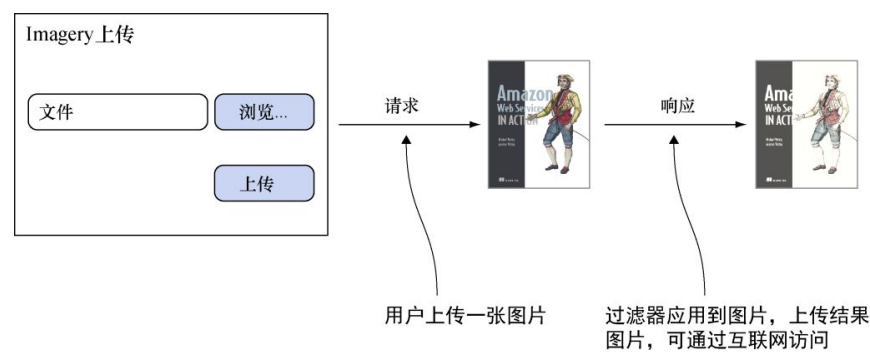 Imagery上传
文件
浏览...
上传
请求
响应
Amazon
Web Services
IN ACTION
用户上传一张图片
过滤器应用到图片，上传结果
图片，可通过互联网访问